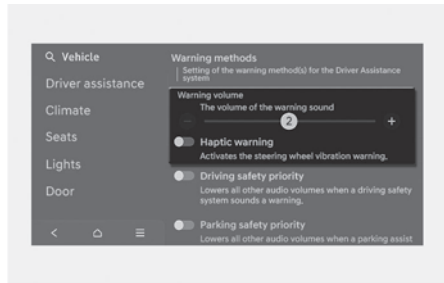 Vehicle
Driver assistance
Climate
Seats
Lights
Door
Warning methods
Setting of the warning method(s) for the Driver Assistance
system
Warning volume
The volume of the warning sound
2
Haptic warning
Activates the steering wheel vibration warning.
Driving safety priority
Lowers all other audio volumes when a driving safety
system sounds a warning.
Parking safety priority
Lowers all other audio volumes when a parking assist